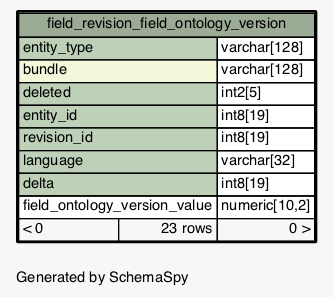 field_revision_field_ontology_version
entity_type varchar[128]
bundle varchar[128]
deleted int2[5]
entity_id int8[19]
revision_id int8[19]
language varchar[32]
delta int8[19]
field_ontology_version_value numeric[10,2]
< 0 23 rows 0 >
Generated by SchemaSpy